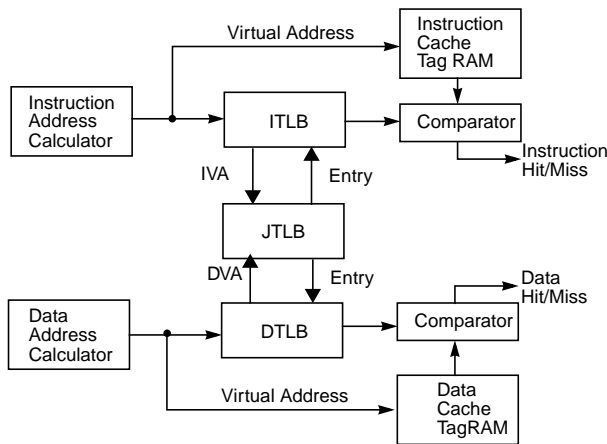 Virtual Address
Instruction
Cache
Tag RAM
Instruction
Address
Calculator
ITLB
Comparator
Instruction
Hit/Miss
IVA
Entry
JTLB
DVA
Entry
Data
Hit/Miss
Data
Address
Calculator
DTLB
Comparator
Virtual Address
Data
Cache
TagRAM